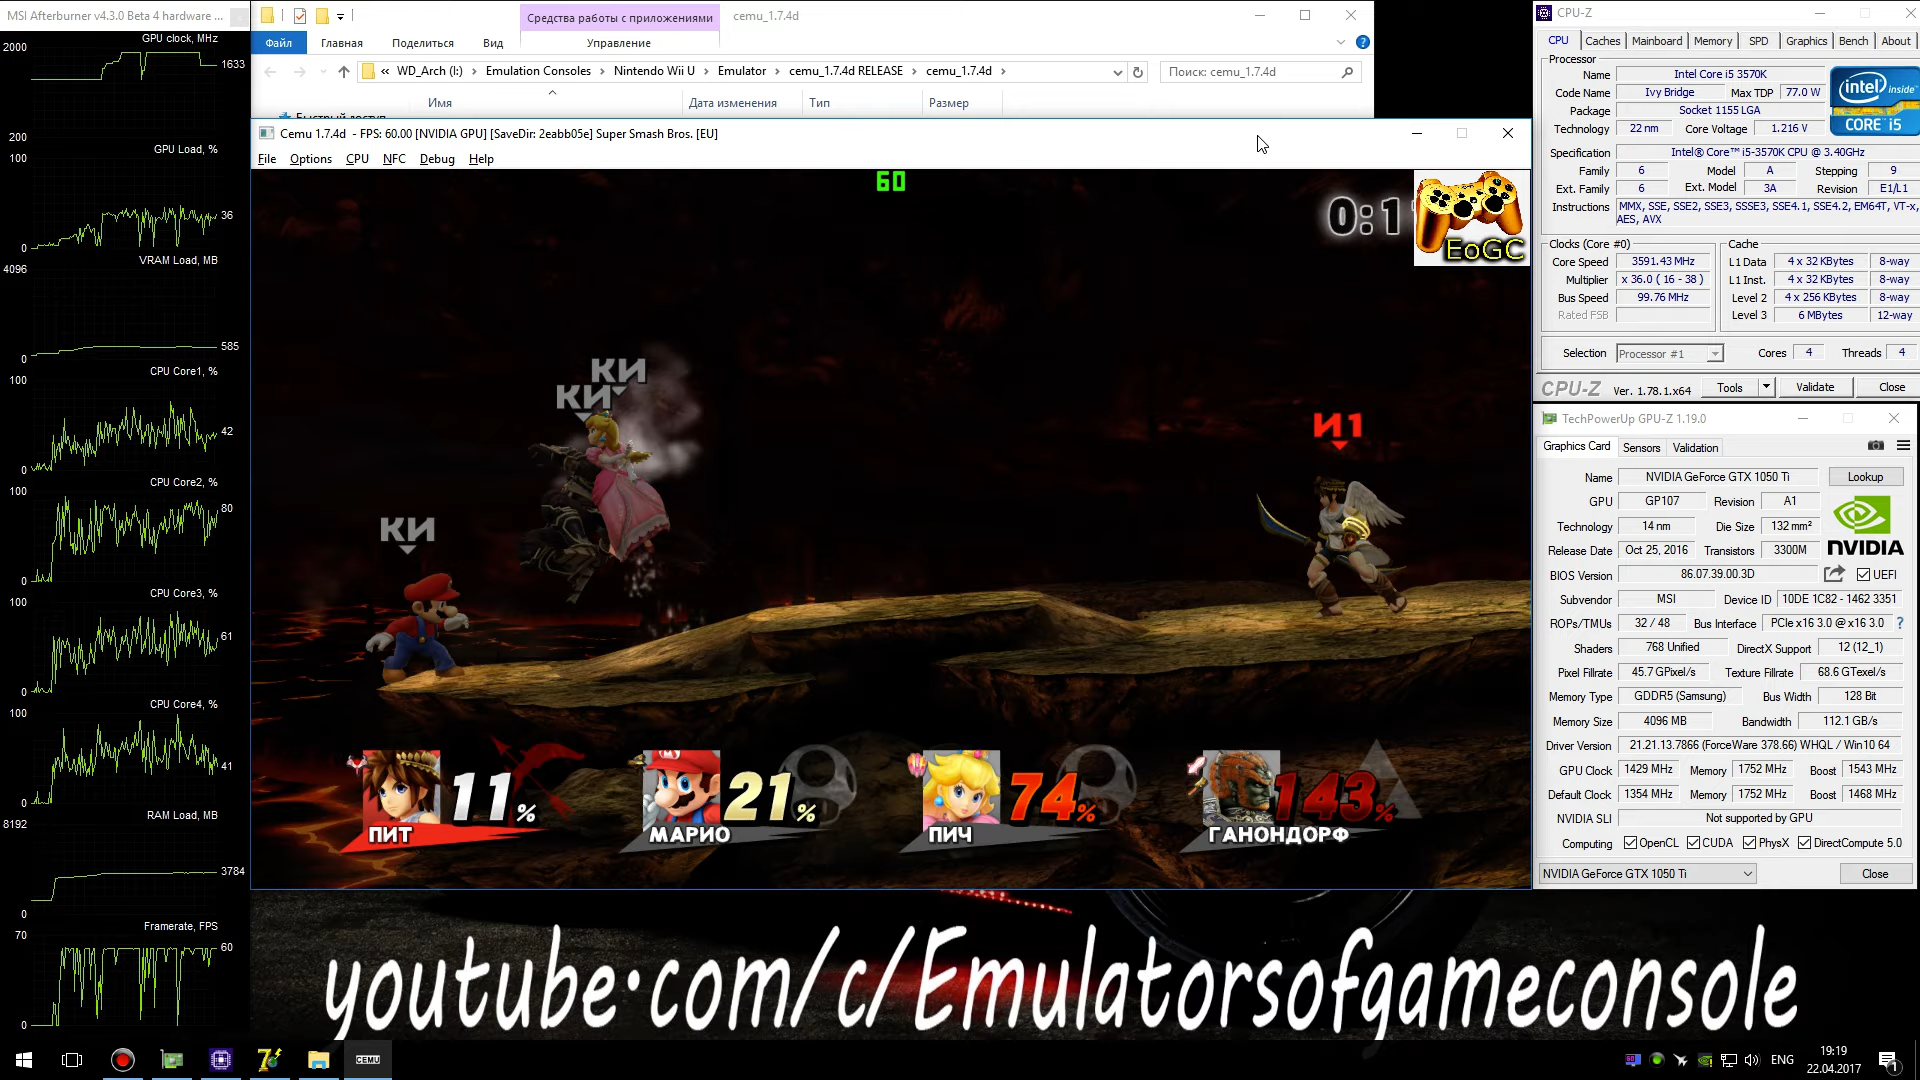 MSI Afterburner v4.3.0 Beta 4 hardware ...
GPU clock, MHz
2000
1633
200
GPU Load, %
100
36
0
VRAM Load, MB
4096
585
0
CPU Core1, %
100
42
0
CPU Core2, %
100
80
0
CPU Core3, %
100
61
0
CPU Core4, %
100
41
0
RAM Load, MB
8192
3784
0
Framerate, FPS
70
60
0
Средства работы с приложениями
cemu_1.7.4d
Файл Главная Поделиться Вид Управление
« WD_Arch (I:) › Emulation Consoles › Nintendo Wii U › Emulator › cemu_1.7.4d RELEASE › cemu_1.7.4d ›
Поиск: cemu_1.7.4d
Имя Дата изменения Тип Размер
Быстрый доступ
Cemu 1.7.4d - FPS: 60.00 [NVIDIA GPU] [SaveDir: 2eabb05e] Super Smash Bros. [EU]
File Options CPU NFC Debug Help
60
0:1
EoGC
КИ
КИ
И1
КИ
11%
ПИТ
21%
МАРИО
74%
ПИЧ
143%
ГАНОНДОРФ
youtube.com/c/Emulatorsofgameconsole
CPU-Z
CPU Caches Mainboard Memory SPD Graphics Bench About
Processor
Name Intel Core i5 3570K
Code Name Ivy Bridge Max TDP 77.0 W
Package Socket 1155 LGA
Technology 22 nm Core Voltage 1.216 V
intel inside
CORE i5
Specification Intel® Core™ i5-3570K CPU @ 3.40GHz
Family 6 Model A Stepping 9
Ext. Family 6 Ext. Model 3A Revision E1/L1
Instructions MMX, SSE, SSE2, SSE3, SSSE3, SSE4.1, SSE4.2, EM64T, VT-x,
AES, AVX
Clocks (Core #0) Cache
Core Speed 3591.43 MHz L1 Data 4 x 32 KBytes 8-way
Multiplier x 36.0 ( 16 - 38 ) L1 Inst. 4 x 32 KBytes 8-way
Bus Speed 99.76 MHz Level 2 4 x 256 KBytes 8-way
Rated FSB Level 3 6 MBytes 12-way
Selection Processor #1 Cores 4 Threads 4
CPU-Z Ver. 1.78.1.x64 Tools Validate Close
TechPowerUp GPU-Z 1.19.0
Graphics Card Sensors Validation
Name NVIDIA GeForce GTX 1050 Ti Lookup
GPU GP107 Revision A1
Technology 14 nm Die Size 132 mm²
Release Date Oct 25, 2016 Transistors 3300M
NVIDIA
BIOS Version 86.07.39.00.3D UEFI
Subvendor MSI Device ID 10DE 1C82 - 1462 3351
ROPs/TMUs 32 / 48 Bus Interface PCIe x16 3.0 @ x16 3.0 ?
Shaders 768 Unified DirectX Support 12 (12_1)
Pixel Fillrate 45.7 GPixel/s Texture Fillrate 68.6 GTexel/s
Memory Type GDDR5 (Samsung) Bus Width 128 Bit
Memory Size 4096 MB Bandwidth 112.1 GB/s
Driver Version 21.21.13.7866 (ForceWare 378.66) WHQL / Win10 64
GPU Clock 1429 MHz Memory 1752 MHz Boost 1543 MHz
Default Clock 1354 MHz Memory 1752 MHz Boost 1468 MHz
NVIDIA SLI Not supported by GPU
Computing OpenCL CUDA PhysX DirectCompute 5.0
NVIDIA GeForce GTX 1050 Ti Close
CEMU
ENG
19:19
22.04.2017
1